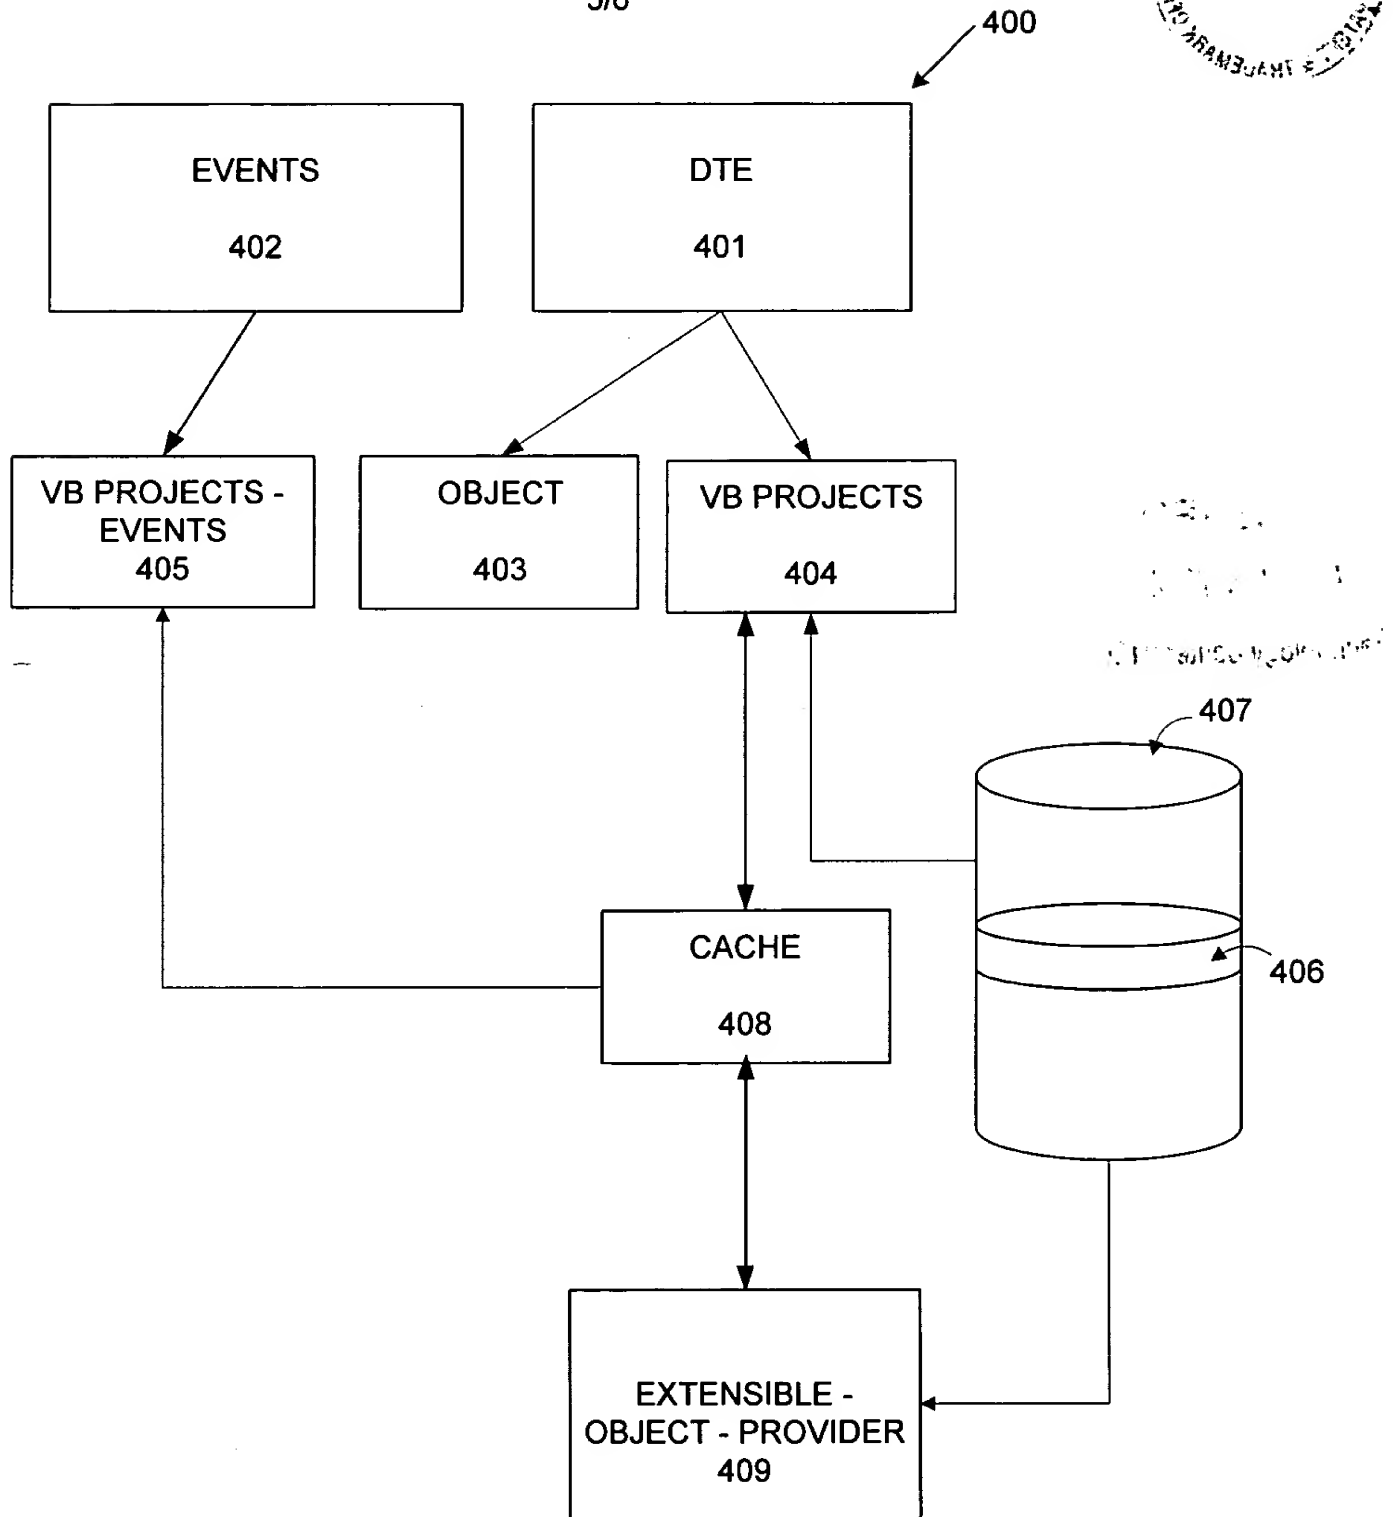 400
EVENTS
402
DTE
401
VB PROJECTS -
EVENTS
405
OBJECT
403
VB PROJECTS
404
407
406
CACHE
408
EXTENSIBLE -
OBJECT - PROVIDER
409